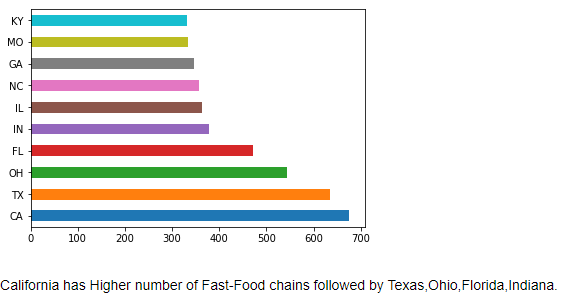 KY
MO
GA
NC
IL
IN
FL
OH
TX
CA
0 100 200 300 400 500 600 700
California has Higher number of Fast-Food chains followed by Texas,Ohio,Florida,Indiana.